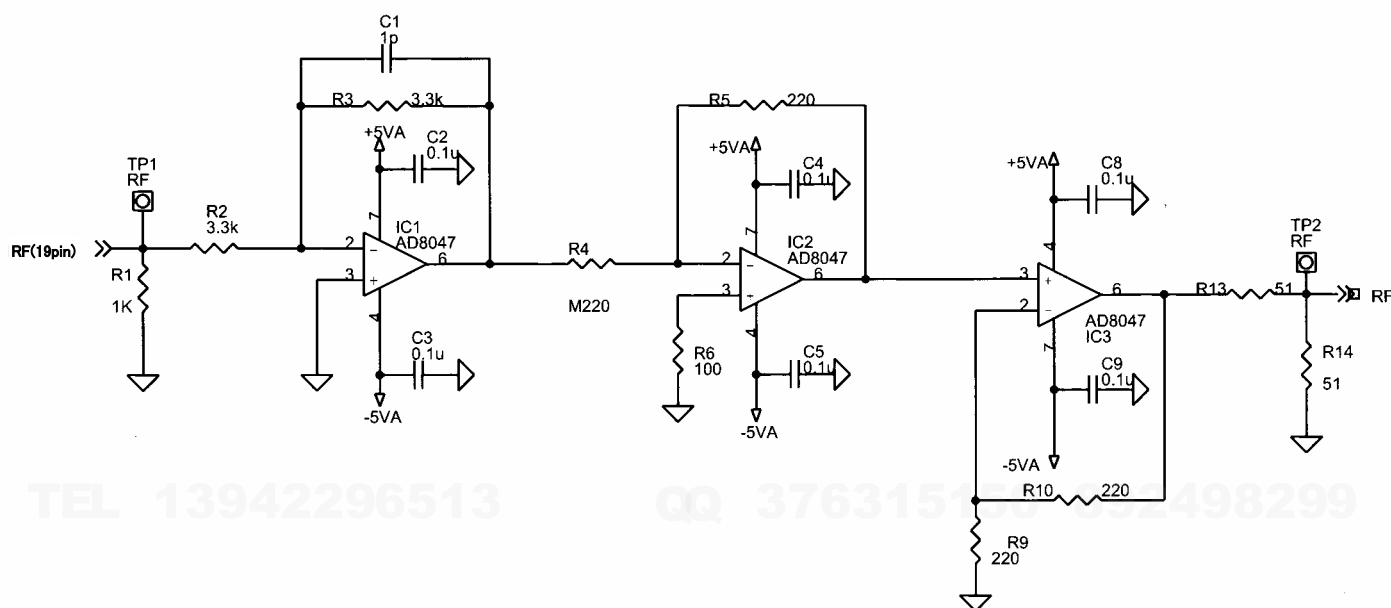 C1
1p
R3 3.3k
+5VA
C2
0.1u
TP1
RF
R2
3.3k
RF(19pin)
R1
1K
7
2
3
6
4
IC1
AD8047
C3
0.1u
-5VA
R4
M220
R5 220
+5VA
C4
0.1u
7
2
3
6
4
IC2
AD8047
R6
100
C5
0.1u
-5VA
+5VA
C8
0.1u
4
3
2
6
7
AD8047
IC3
C9
0.1u
-5VA
R10 220
R9
220
R13 51
TP2
RF
RF
R14
51
TEL 13942296513
QQ 376315150 892498299